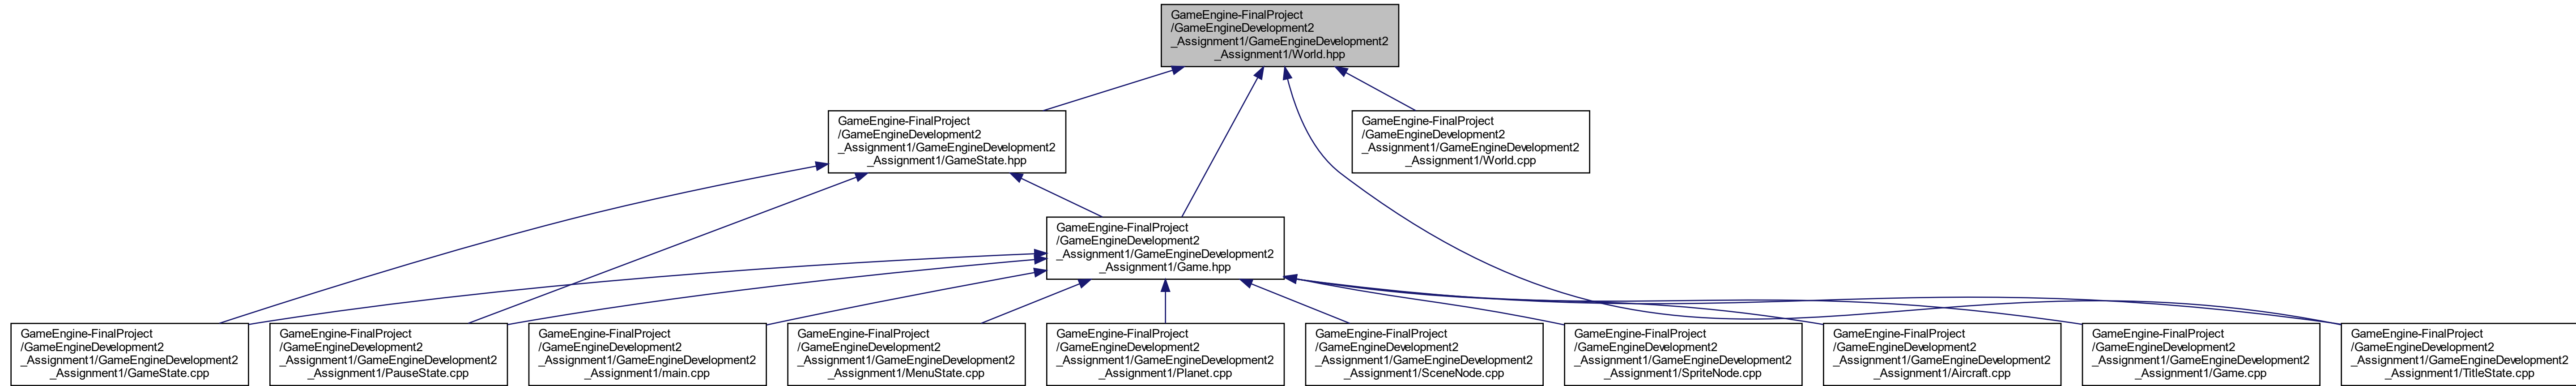 GameEngine-FinalProject
/GameEngineDevelopment2
_Assignment1/GameEngineDevelopment2
_Assignment1/World.hpp
GameEngine-FinalProject
/GameEngineDevelopment2
_Assignment1/GameEngineDevelopment2
_Assignment1/GameState.hpp
GameEngine-FinalProject
/GameEngineDevelopment2
_Assignment1/GameEngineDevelopment2
_Assignment1/World.cpp
GameEngine-FinalProject
/GameEngineDevelopment2
_Assignment1/GameEngineDevelopment2
_Assignment1/Game.hpp
GameEngine-FinalProject
/GameEngineDevelopment2
_Assignment1/GameEngineDevelopment2
_Assignment1/GameState.cpp
GameEngine-FinalProject
/GameEngineDevelopment2
_Assignment1/GameEngineDevelopment2
_Assignment1/PauseState.cpp
GameEngine-FinalProject
/GameEngineDevelopment2
_Assignment1/GameEngineDevelopment2
_Assignment1/main.cpp
GameEngine-FinalProject
/GameEngineDevelopment2
_Assignment1/GameEngineDevelopment2
_Assignment1/MenuState.cpp
GameEngine-FinalProject
/GameEngineDevelopment2
_Assignment1/GameEngineDevelopment2
_Assignment1/Planet.cpp
GameEngine-FinalProject
/GameEngineDevelopment2
_Assignment1/GameEngineDevelopment2
_Assignment1/SceneNode.cpp
GameEngine-FinalProject
/GameEngineDevelopment2
_Assignment1/GameEngineDevelopment2
_Assignment1/SpriteNode.cpp
GameEngine-FinalProject
/GameEngineDevelopment2
_Assignment1/GameEngineDevelopment2
_Assignment1/Aircraft.cpp
GameEngine-FinalProject
/GameEngineDevelopment2
_Assignment1/GameEngineDevelopment2
_Assignment1/Game.cpp
GameEngine-FinalProject
/GameEngineDevelopment2
_Assignment1/GameEngineDevelopment2
_Assignment1/TitleState.cpp